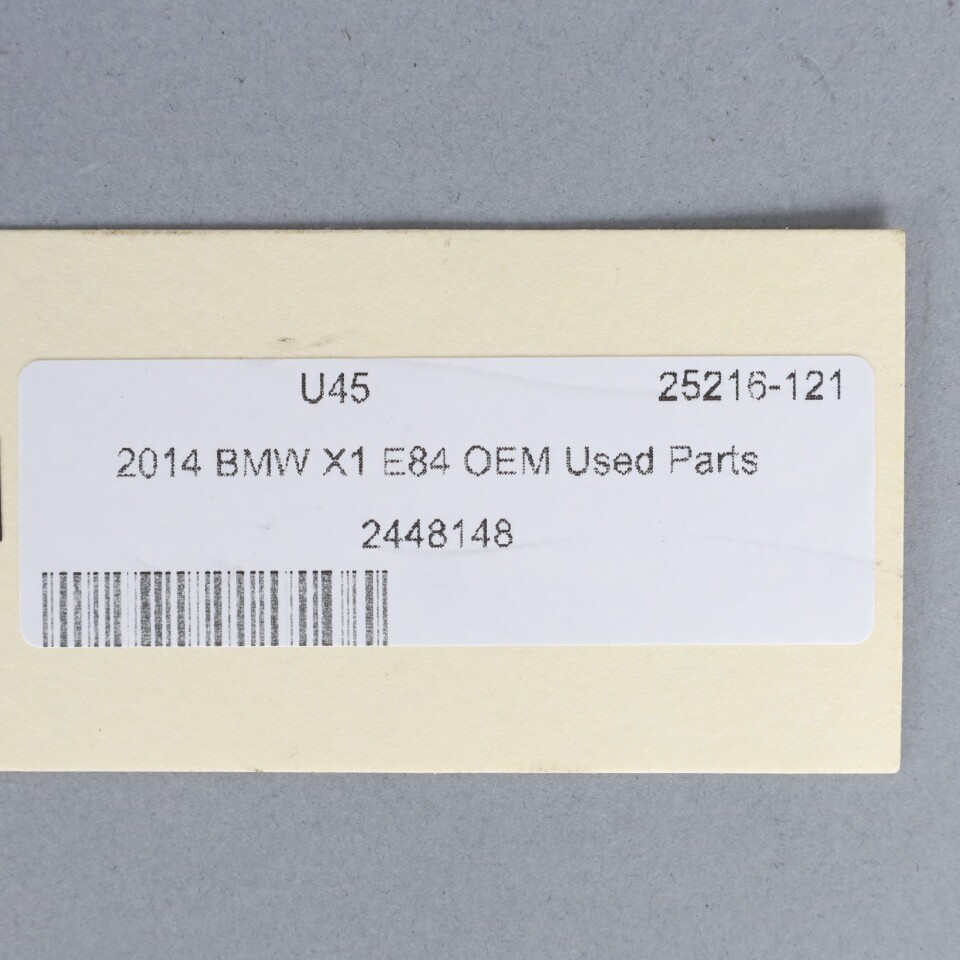 U45 25216-121
2014 BMW X1 E84 OEM Used Parts
2448148